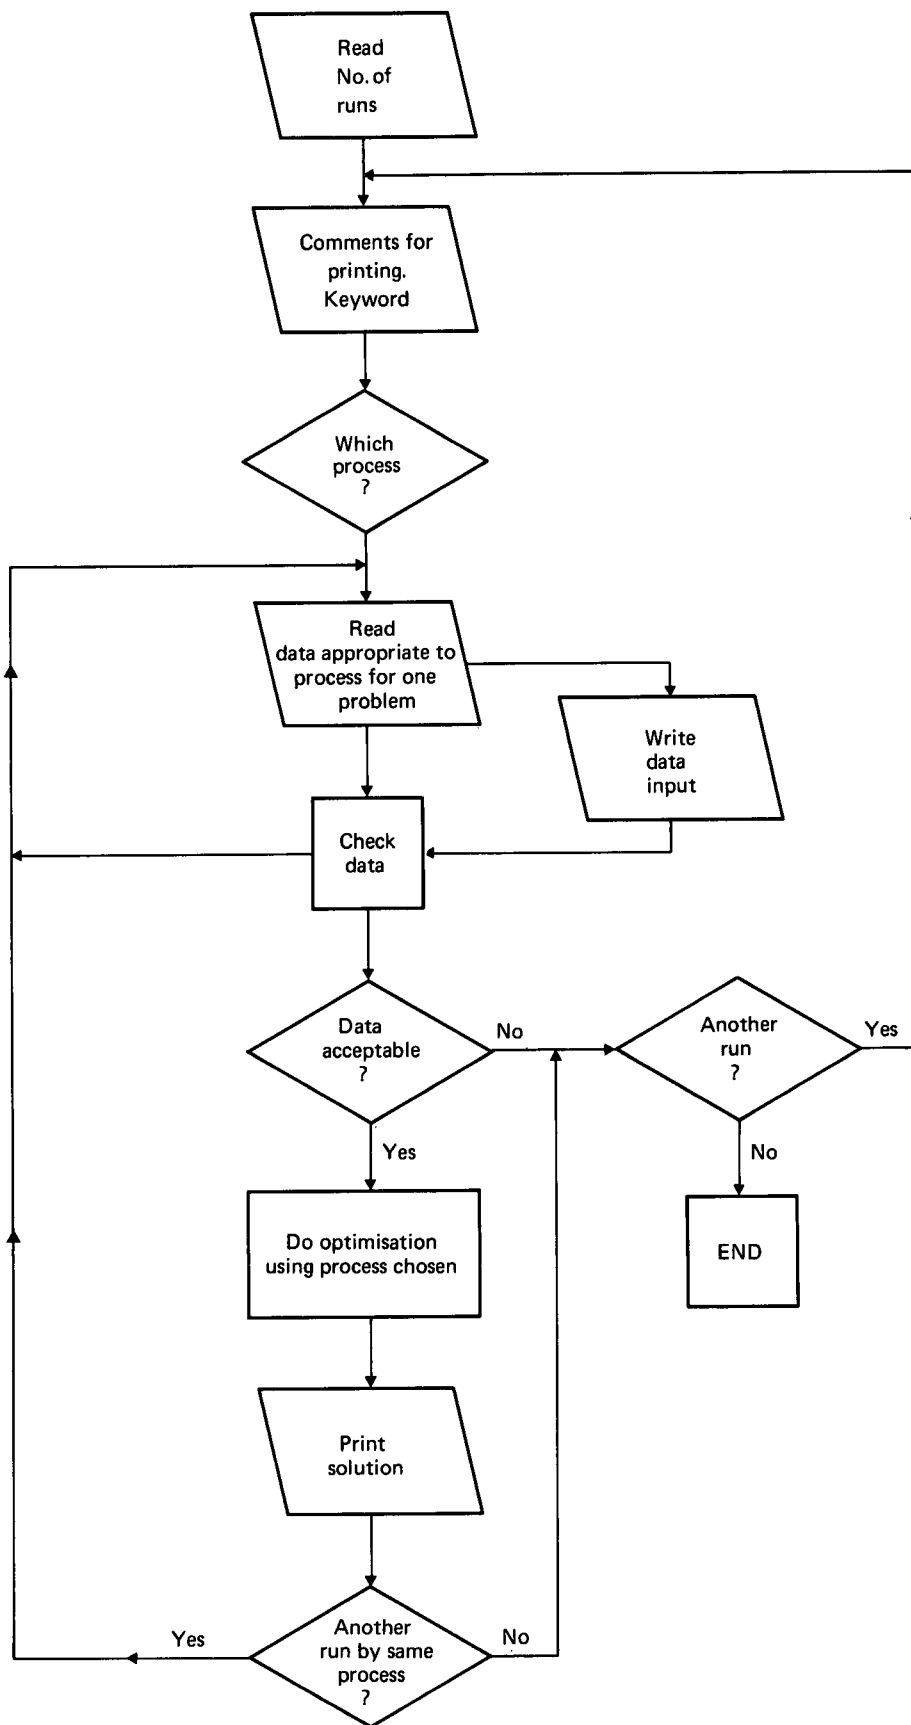 Read
No. of
runs
Comments for
printing.
Keyword
Which
process
?
Read
data appropriate to
process for one
problem
Write
data
input
Check
data
Data
acceptable
?
No
Another
run
?
Yes
Yes
No
Do optimisation
using process chosen
END
Print
solution
Another
run by same
process
?
Yes
No